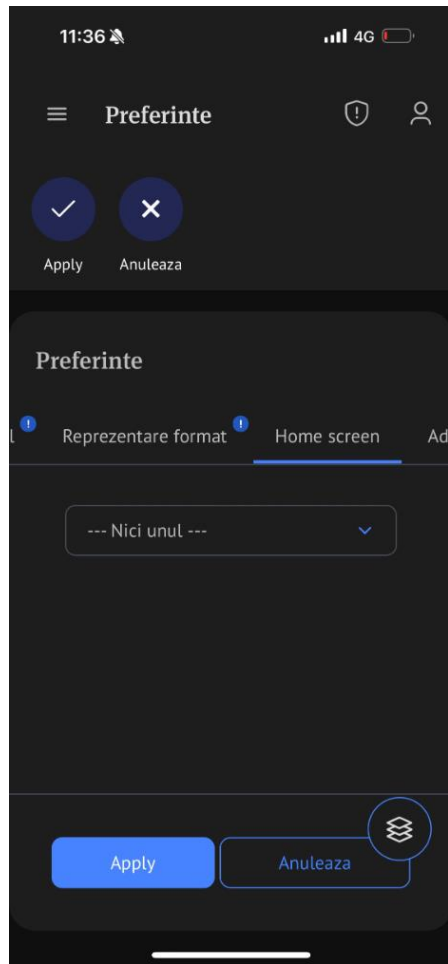 11:36
4G
Preferinte
Apply
Anuleaza
Preferinte
l
Reprezentare format
Home screen
Ad
--- Nici unul ---
Apply
Anuleaza